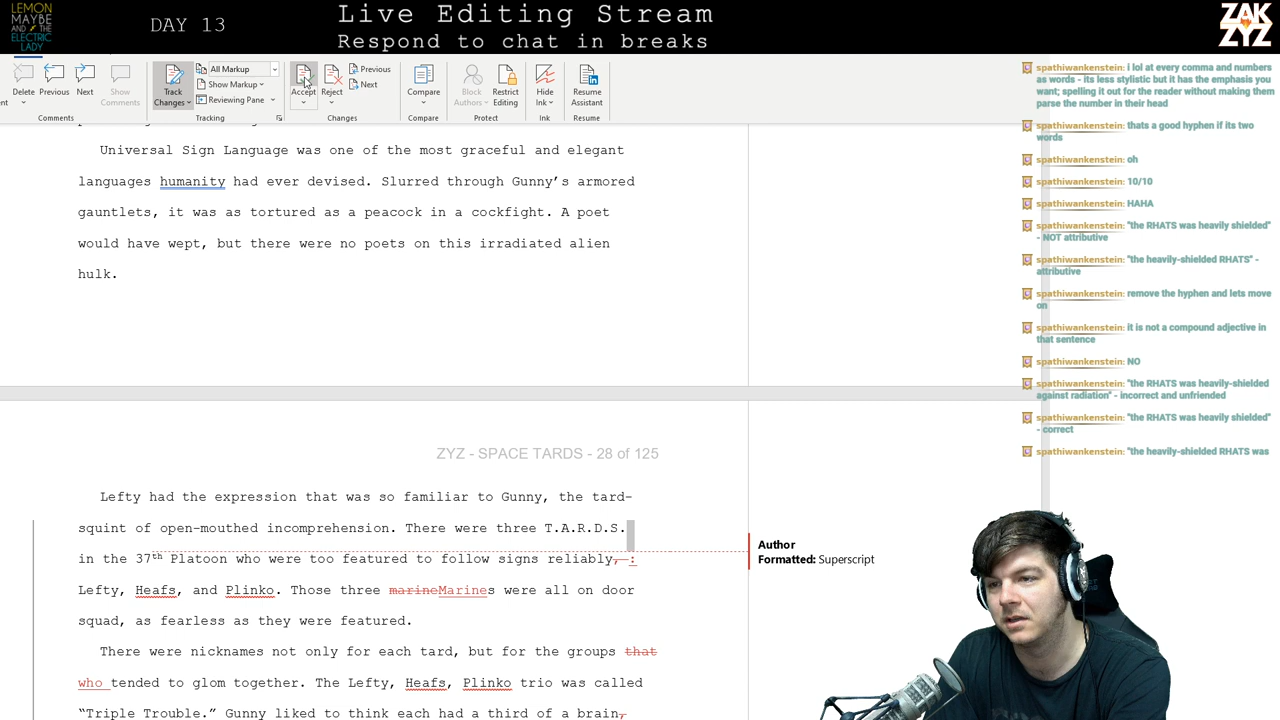 LEMON
MAYBE
AND THE
ELECTRIC
LADY
DAY 13
Live Editing Stream
Respond to chat in breaks
ZAK
ZYZ
Delete
Previous
Next
Show
Comments
Comments
Track
Changes
All Markup
Show Markup
Reviewing Pane
Tracking
Accept
Reject
Previous
Next
Changes
Compare
Compare
Block
Authors
Restrict
Editing
Protect
Hide
Ink
Ink
Resume
Assistant
Resume
Universal Sign Language was one of the most graceful and elegant
languages humanity had ever devised. Slurred through Gunny’s armored
gauntlets, it was as tortured as a peacock in a cockfight. A poet
would have wept, but there were no poets on this irradiated alien
hulk.
ZYZ - SPACE TARDS - 28 of 125
Lefty had the expression that was so familiar to Gunny, the tard-
squint of open-mouthed incomprehension. There were three T.A.R.D.S.
in the 37th Platoon who were too featured to follow signs reliably, :
Lefty, Heafs, and Plinko. Those three marineMarines were all on door
squad, as fearless as they were featured.
There were nicknames not only for each tard, but for the groups that
who tended to glom together. The Lefty, Heafs, Plinko trio was called
“Triple Trouble.” Gunny liked to think each had a third of a brain,
Author
Formatted: Superscript
spathiwankenstein: i lol at every comma and numbers
as words - its less stylistic but it has the emphasis you
want; spelling it out for the reader without making them
parse the number in their head
spathiwankenstein: thats a good hyphen if its two
words
spathiwankenstein: oh
spathiwankenstein: 10/10
spathiwankenstein: HAHA
spathiwankenstein: "the RHATS was heavily shielded"
- NOT attributive
spathiwankenstein: "the heavily-shielded RHATS" -
attributive
spathiwankenstein: remove the hyphen and lets move
on
spathiwankenstein: it is not a compound adjective in
that sentence
spathiwankenstein: NO
spathiwankenstein: "the RHATS was heavily-shielded
against radiation" - incorrect and unfriended
spathiwankenstein: "the RHATS was heavily shielded"
- correct
spathiwankenstein: "the heavily-shielded RHATS was